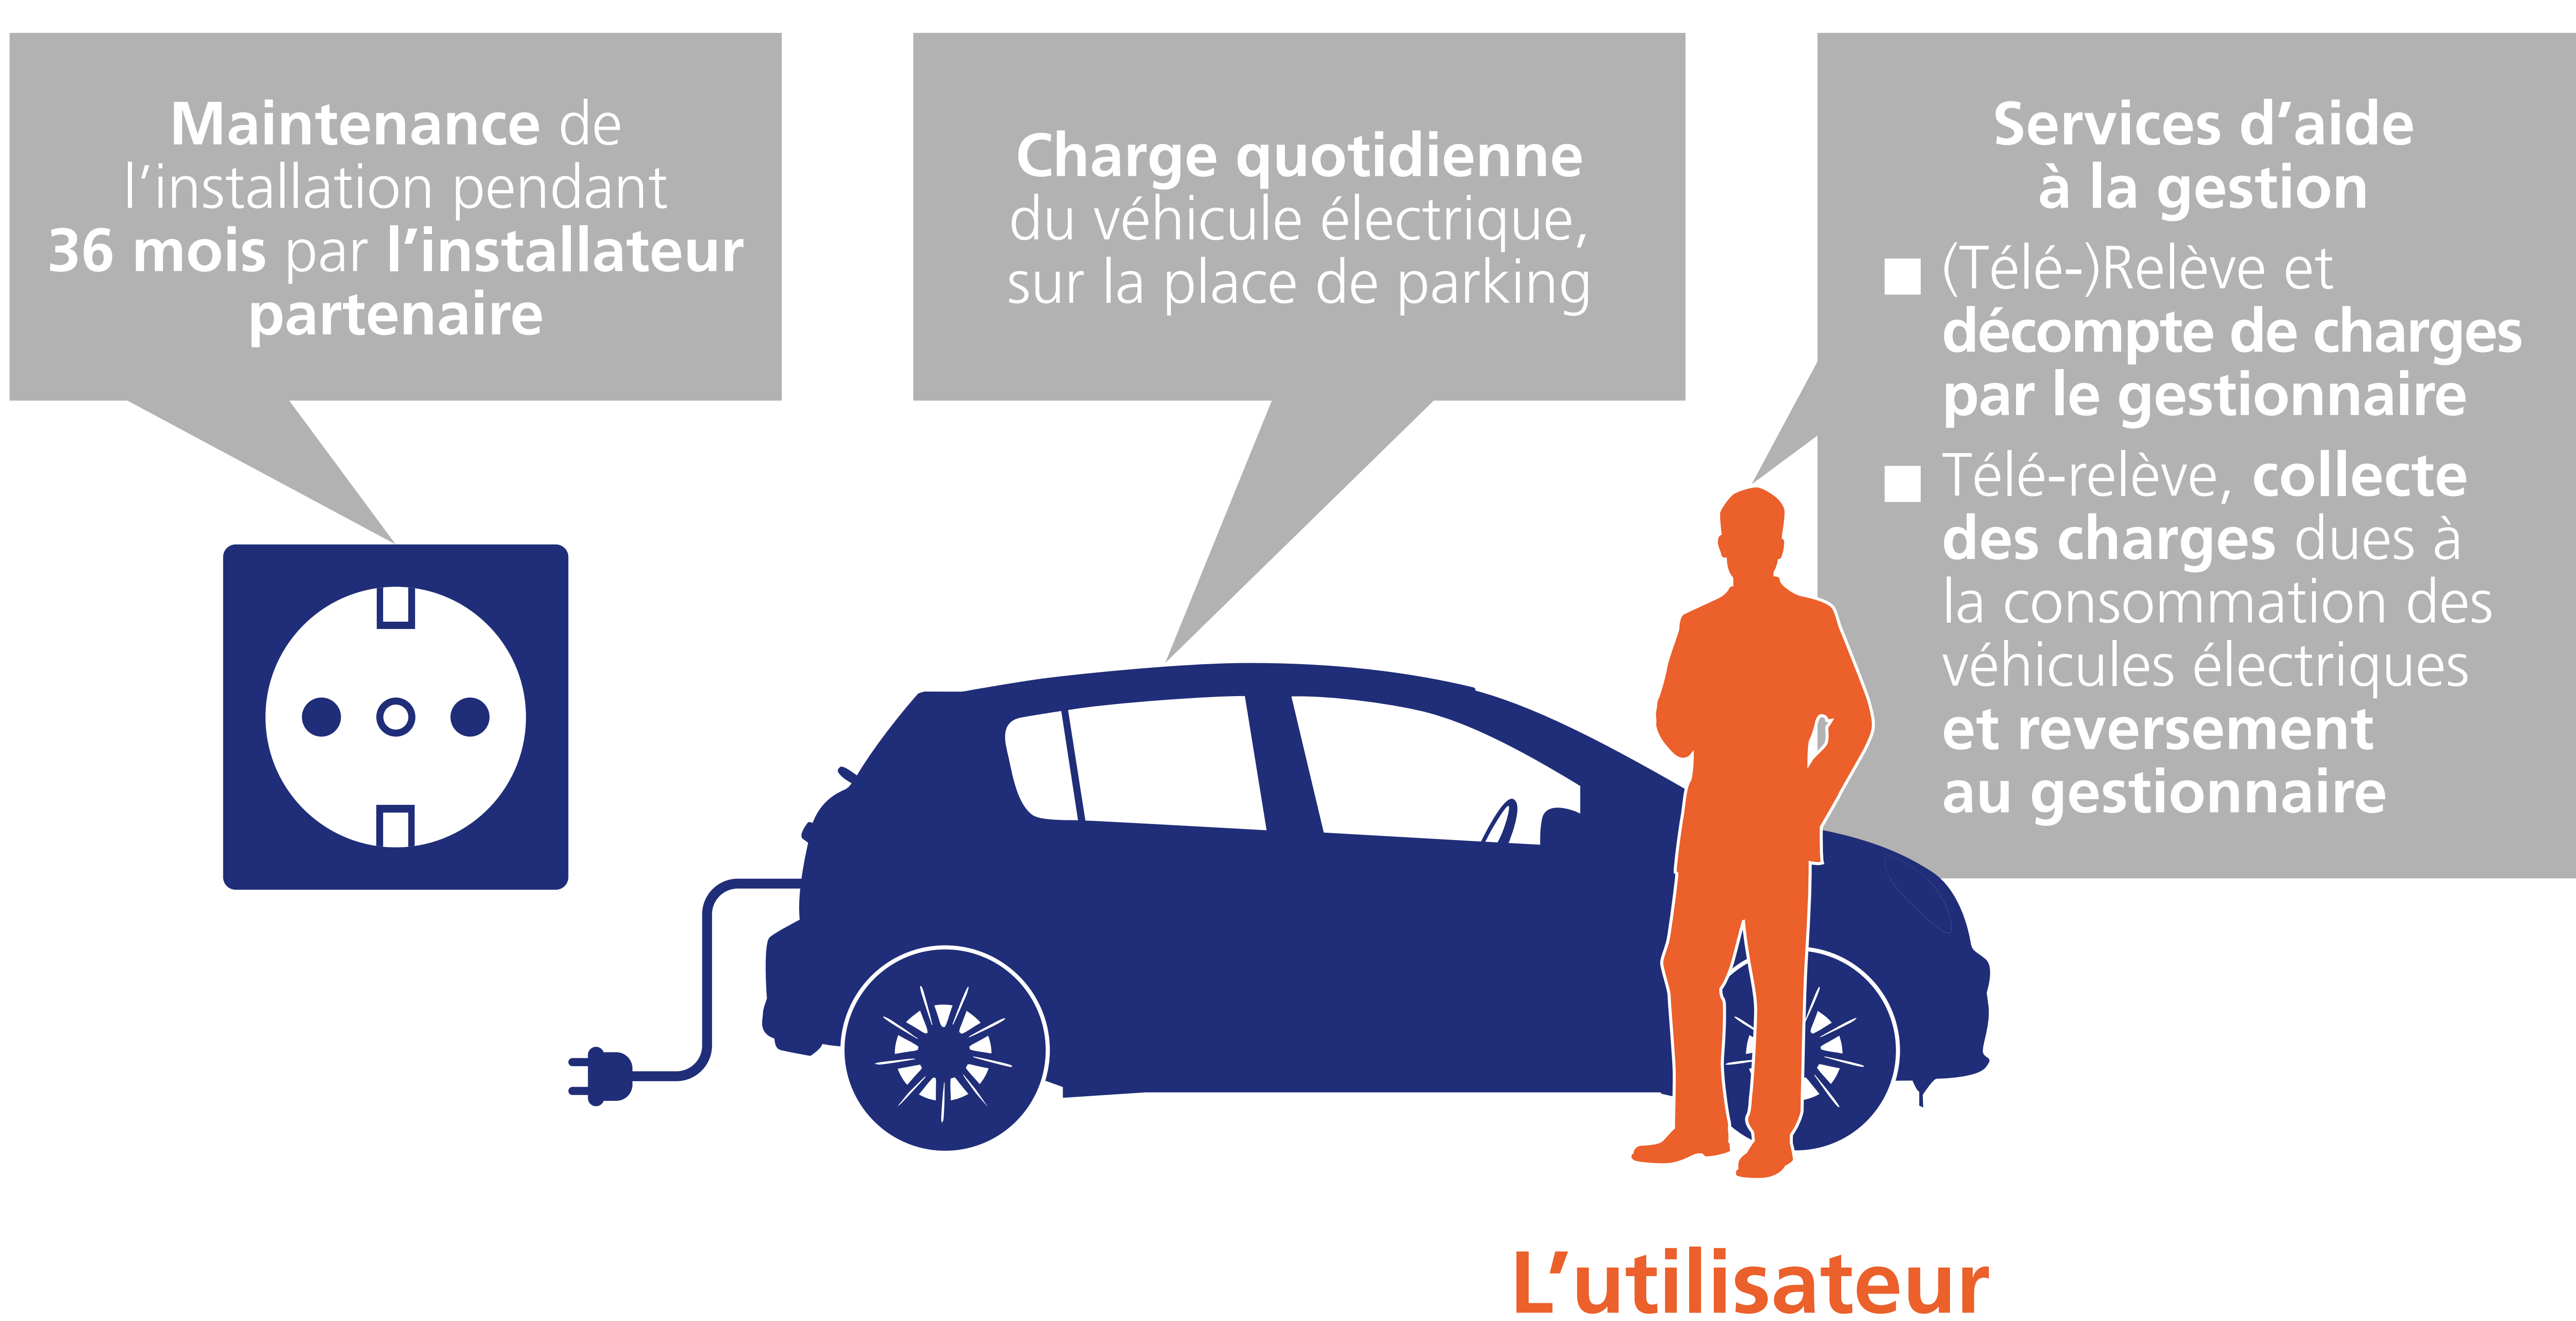 Maintenance de
l’installation pendant
36 mois par l’installateur
partenaire
Charge quotidienne
du véhicule électrique,
sur la place de parking
Services d’aide
à la gestion
(Télé-)Relève et
décompte de charges
par le gestionnaire
Télé-relève, collecte
des charges dues à
la consommation des
véhicules électriques
et reversement
au gestionnaire
L’utilisateur